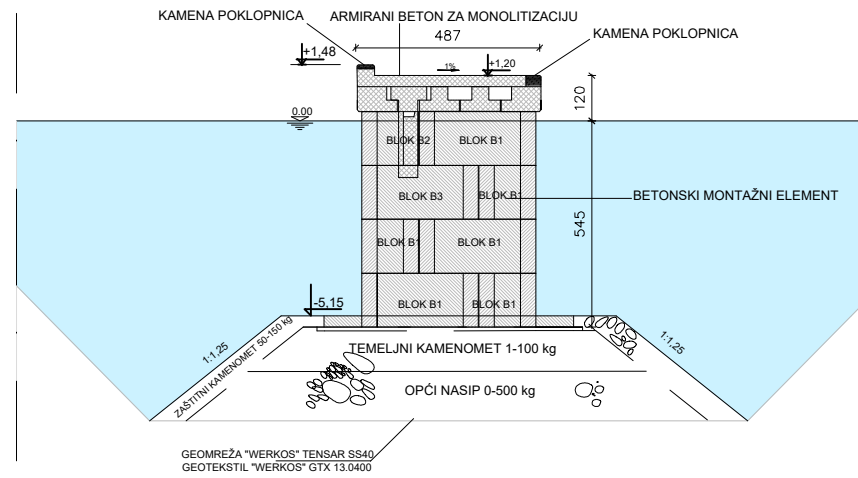 KAMENA POKLOPNICA
ARMIRANI BETON ZA MONOLITIZACIJU
487
KAMENA POKLOPNICA
+1,48
1%
+1,20
120
0.00
BLOK B2
BLOK B1
BLOK B3
BLOK B1
BETONSKI MONTAŽNI ELEMENT
545
BLOK B1
BLOK B1
-5,15
BLOK B1
BLOK B1
1:1,25
ZAŠTITNI KAMENOMET 50-150 kg
TEMELJNI KAMENOMET 1-100 kg
1:1,25
OPĆI NASIP 0-500 kg
GEOMREŽA "WERKOS" TENSAR SS40
GEOTEKSTIL "WERKOS" GTX 13.0400